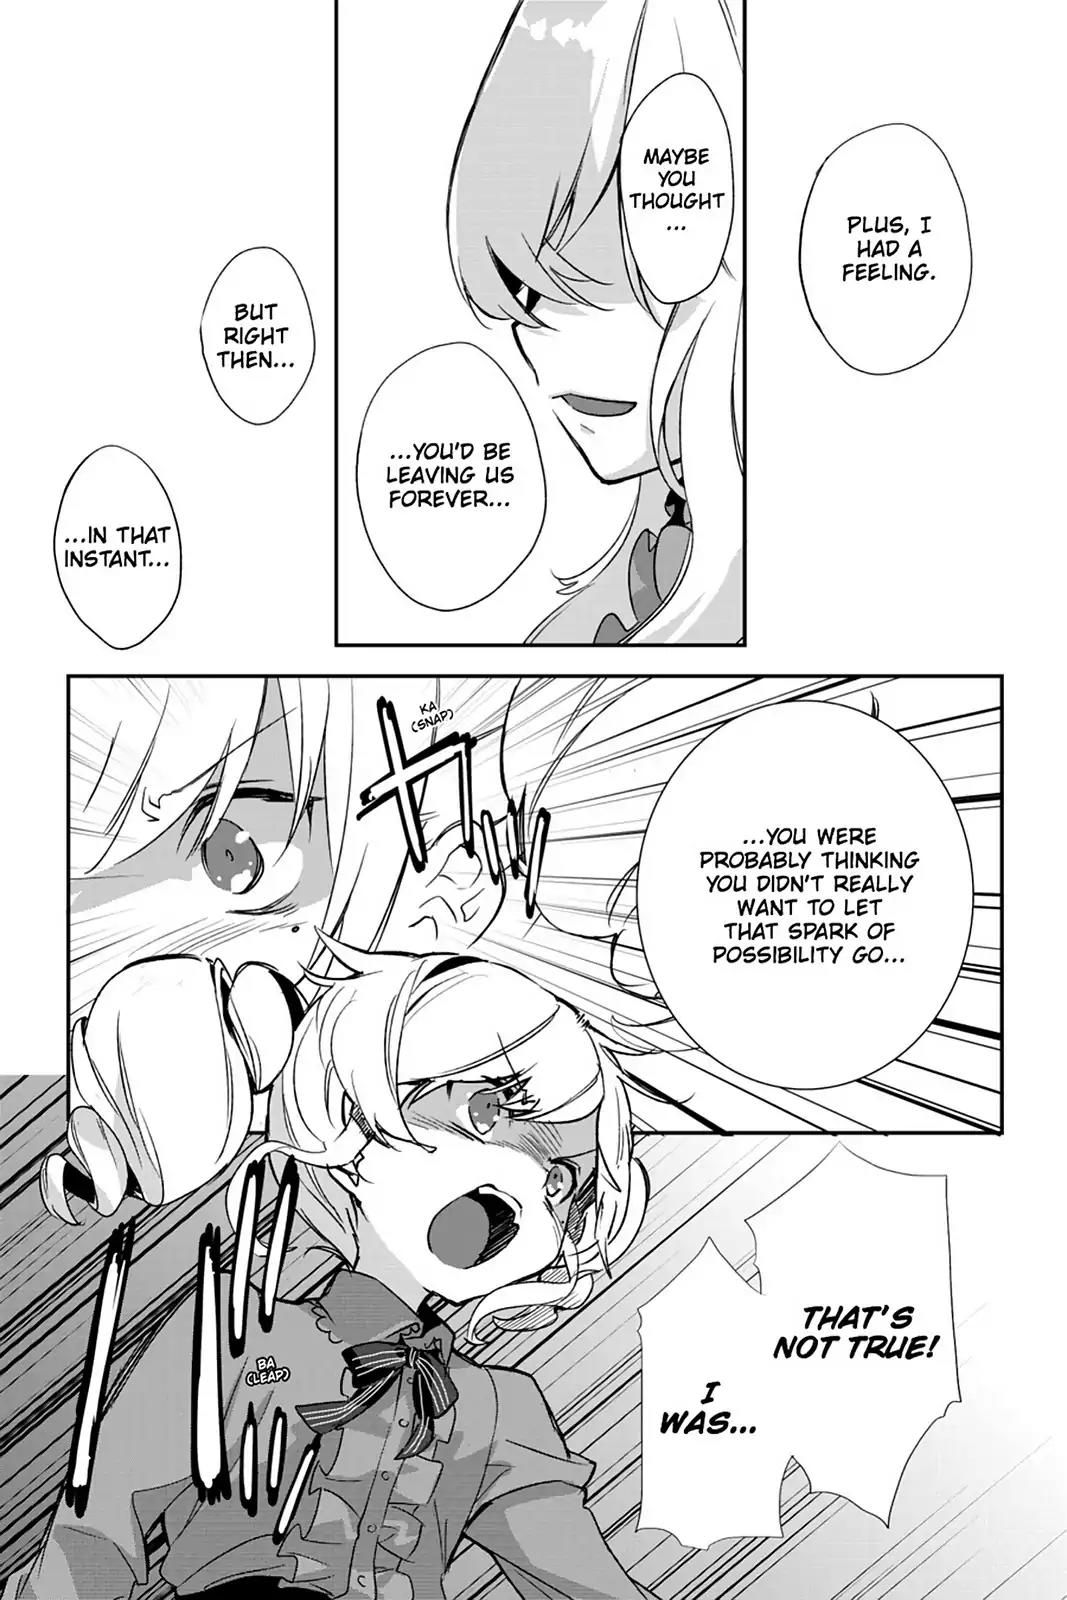 PLUS, I
HAD A
FEELING.
MAYBE
YOU
THOUGHT
...
...YOU'D BE
LEAVING US
FOREVER...
BUT
RIGHT
THEN...
...IN THAT
INSTANT...
...YOU WERE
PROBABLY THINKING
YOU DIDN'T REALLY
WANT TO LET
THAT SPARK OF
POSSIBILITY GO...
KA
(SNAP)
カ
THAT'S
NOT TRUE!
I
WAS...
BA
(LEAP)